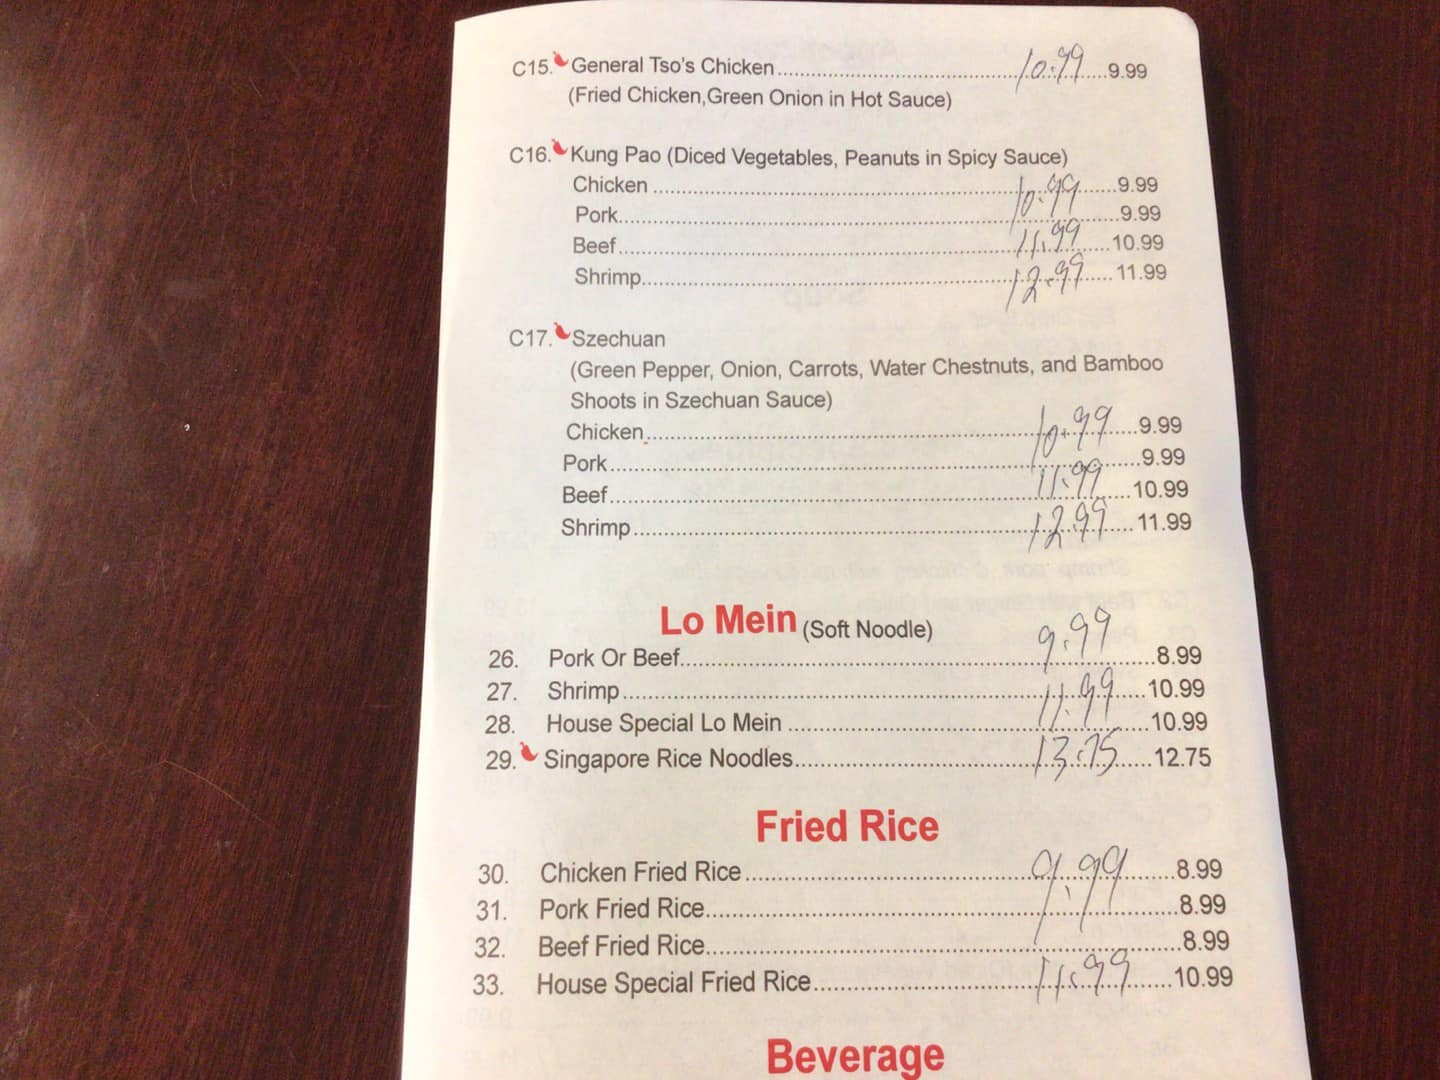 C15. General Tso's Chicken 10.99 9.99
(Fried Chicken,Green Onion in Hot Sauce)
C16. Kung Pao (Diced Vegetables, Peanuts in Spicy Sauce)
Chicken 10.99 9.99
Pork 9.99
Beef 11.99 10.99
Shrimp 12.99 11.99
C17. Szechuan
(Green Pepper, Onion, Carrots, Water Chestnuts, and Bamboo
Shoots in Szechuan Sauce)
Chicken 10.99 9.99
Pork 9.99
Beef 11.99 10.99
Shrimp 12.99 11.99
Lo Mein (Soft Noodle)
26. Pork Or Beef 9.99 8.99
27. Shrimp 11.99 10.99
28. House Special Lo Mein 10.99
29. Singapore Rice Noodles 13.75 12.75
Fried Rice
30. Chicken Fried Rice 9.99 8.99
31. Pork Fried Rice 8.99
32. Beef Fried Rice 8.99
33. House Special Fried Rice 11.99 10.99
Beverage